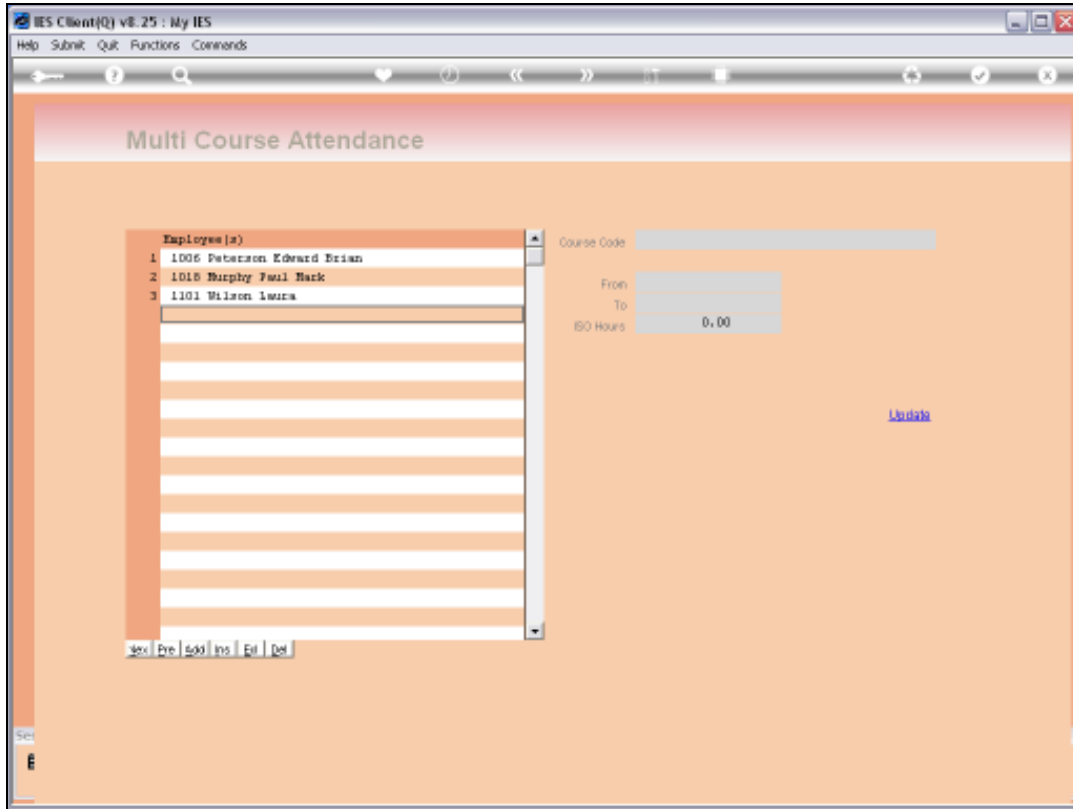 IES Client(Q) v8.25 : My IES
Help Submit Quit Functions Commands
Multi Course Attendance
Employee(s)
1 1006 Peterson Edward Brian
2 1018 Murphy Paul Mark
3 1101 Wilson Laura
Course Code
From
To
ISO Hours 0.00
Update
Nex Pre Add Ins Del
Ses